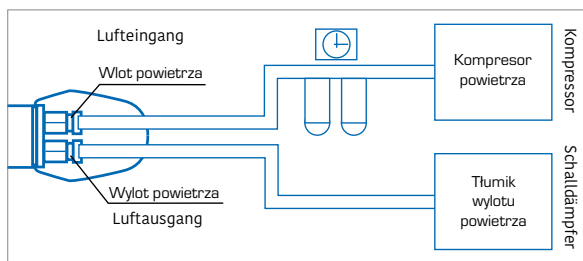 Lufteingang
Wlot powietrza
Kompresor
powietrza
Kompressor
Wylot powietrza
Luftausgang
Tłumik
wylotu
powietrza
Schalldämpfer